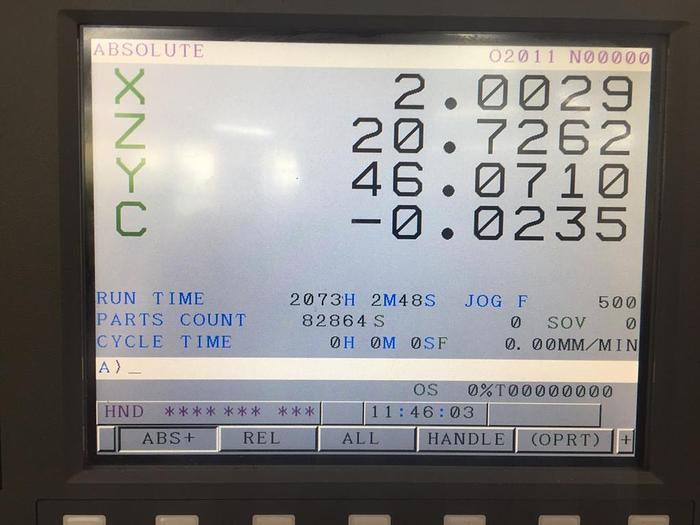 ABSOLUTE O2011 N00000
X 2.0029
Z 20.7262
Y 46.0710
C -0.0235
RUN TIME 2073H 2M48S JOG F 500
PARTS COUNT 82864 S 0 SOV 0
CYCLE TIME 0H 0M 0SF 0. 00MM/MIN
A)_
OS 0%T00000000
HND **** *** *** 11:46:03
ABS+ REL ALL HANDLE (OPRT) +